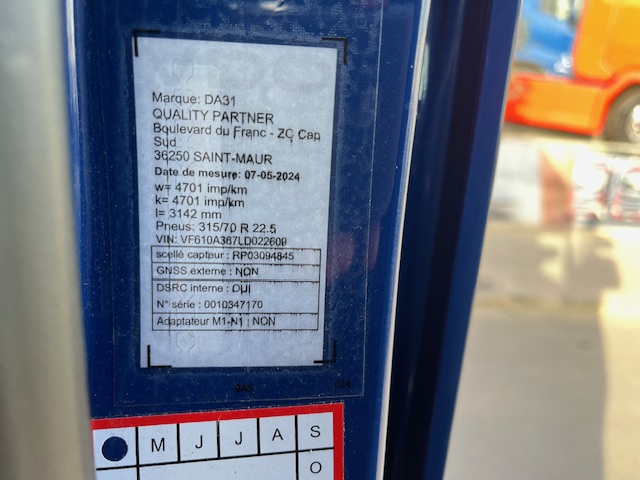 Marque: DA31
QUALITY PARTNER
Boulevard du Franc - ZC Cap
Sud
36250 SAINT-MAUR
Date de mesure: 07-05-2024
w= 4701 imp/km
k= 4701 imp/km
l= 3142 mm
Pneus: 315/70 R 22.5
VIN: VF610A367LD022609
scellé capteur : RP03094845
GNSS externe : NON
DSRC interne : OUI
N° série : 0010347170
Adaptateur M1-N1 : NON
M J J A S
O